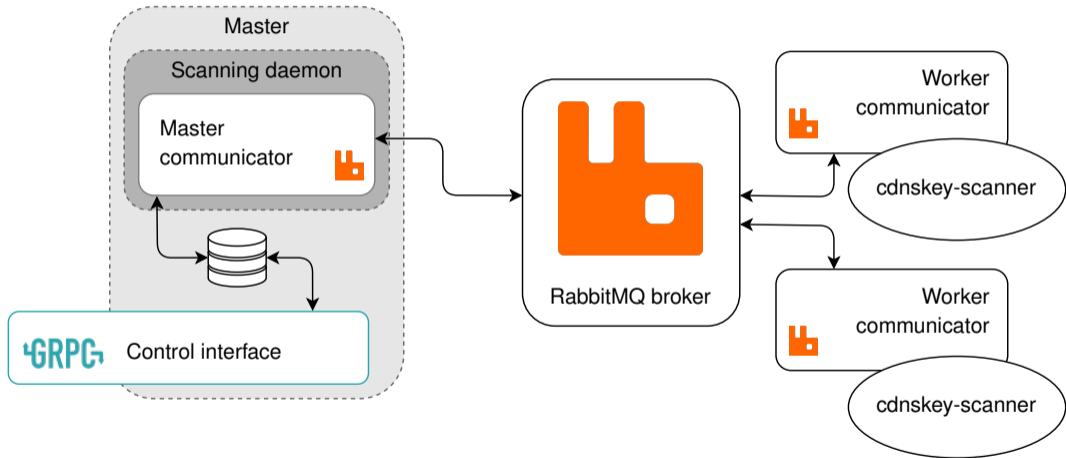 Master
Scanning daemon
Master
communicator
GRPC
Control interface
RabbitMQ broker
Worker
communicator
cdnskey-scanner
Worker
communicator
cdnskey-scanner